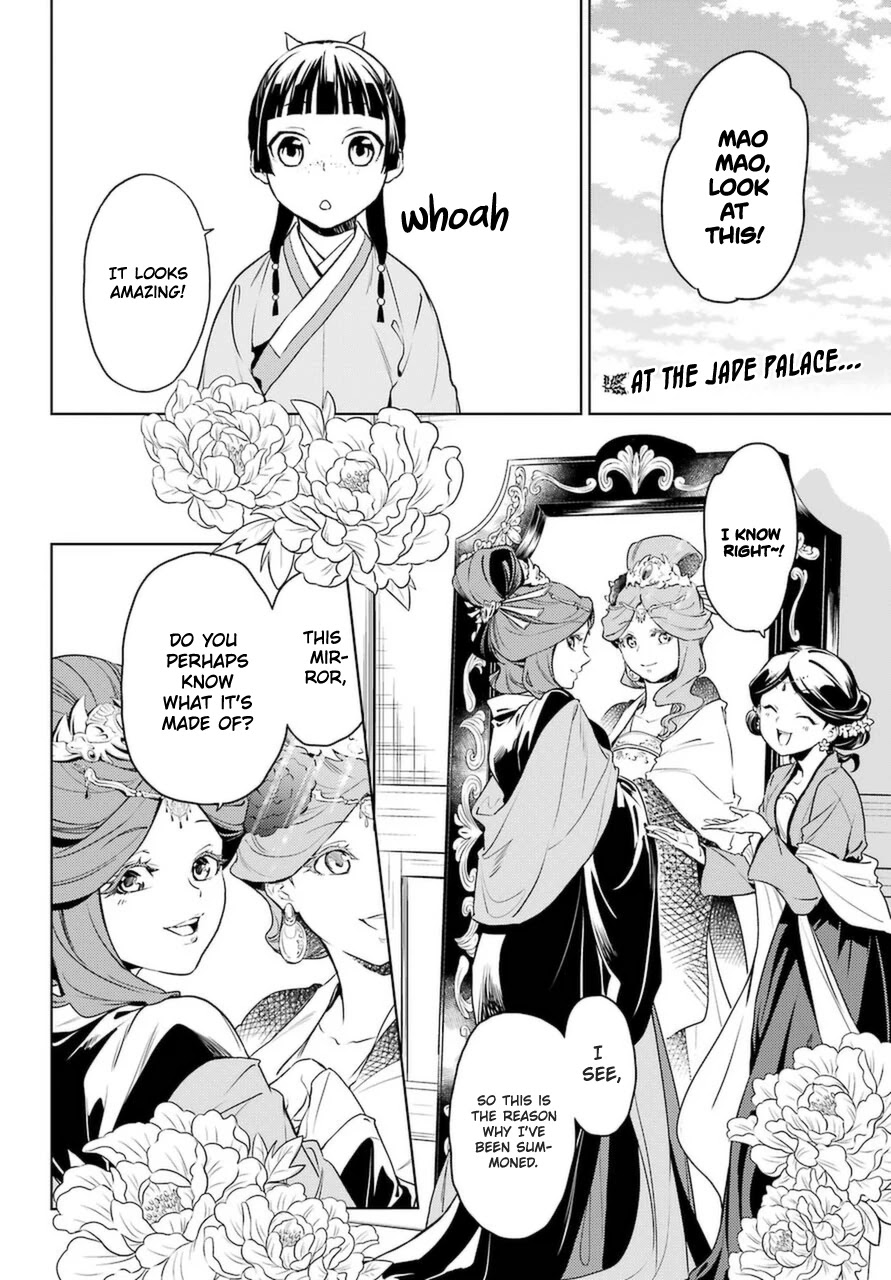 MAO
MAO,
LOOK
AT
THIS!
AT THE JADE PALACE...
whoah
IT LOOKS
AMAZING!
I KNOW
RIGHT~!
THIS
MIR-
ROR,
DO YOU
PERHAPS
KNOW
WHAT IT'S
MADE OF?
I
SEE,
SO THIS IS
THE REASON
WHY I'VE
BEEN SUM-
MONED.